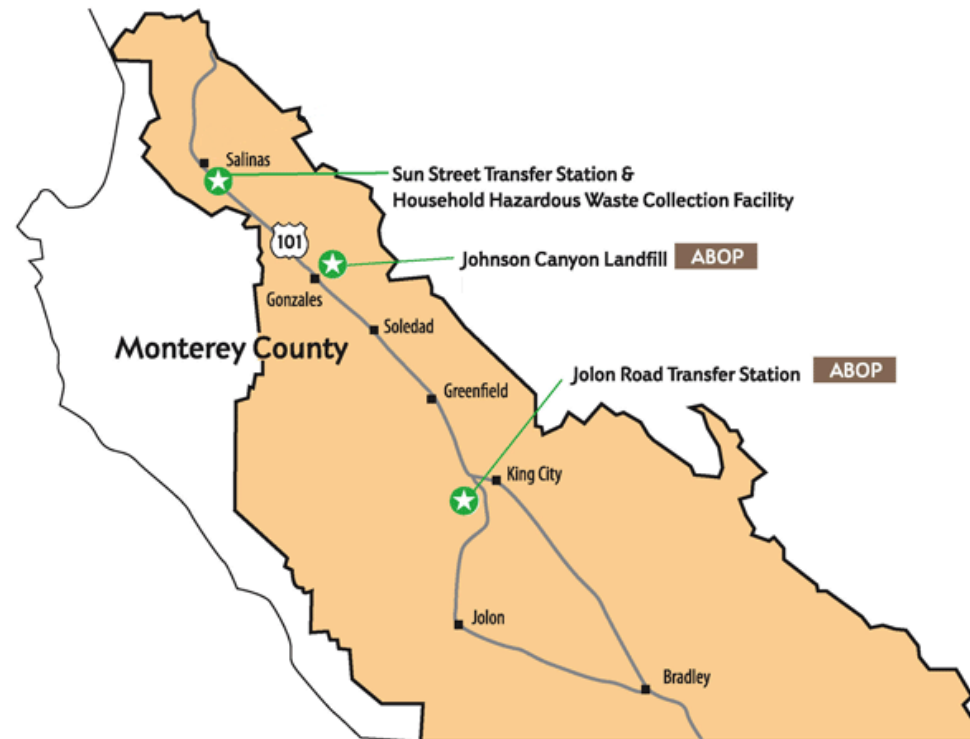 Salinas
Sun Street Transfer Station &
Household Hazardous Waste Collection Facility
101
Johnson Canyon Landfill ABOP
Gonzales
Soledad
Monterey County
Jolon Road Transfer Station ABOP
Greenfield
King City
Jolon
Bradley